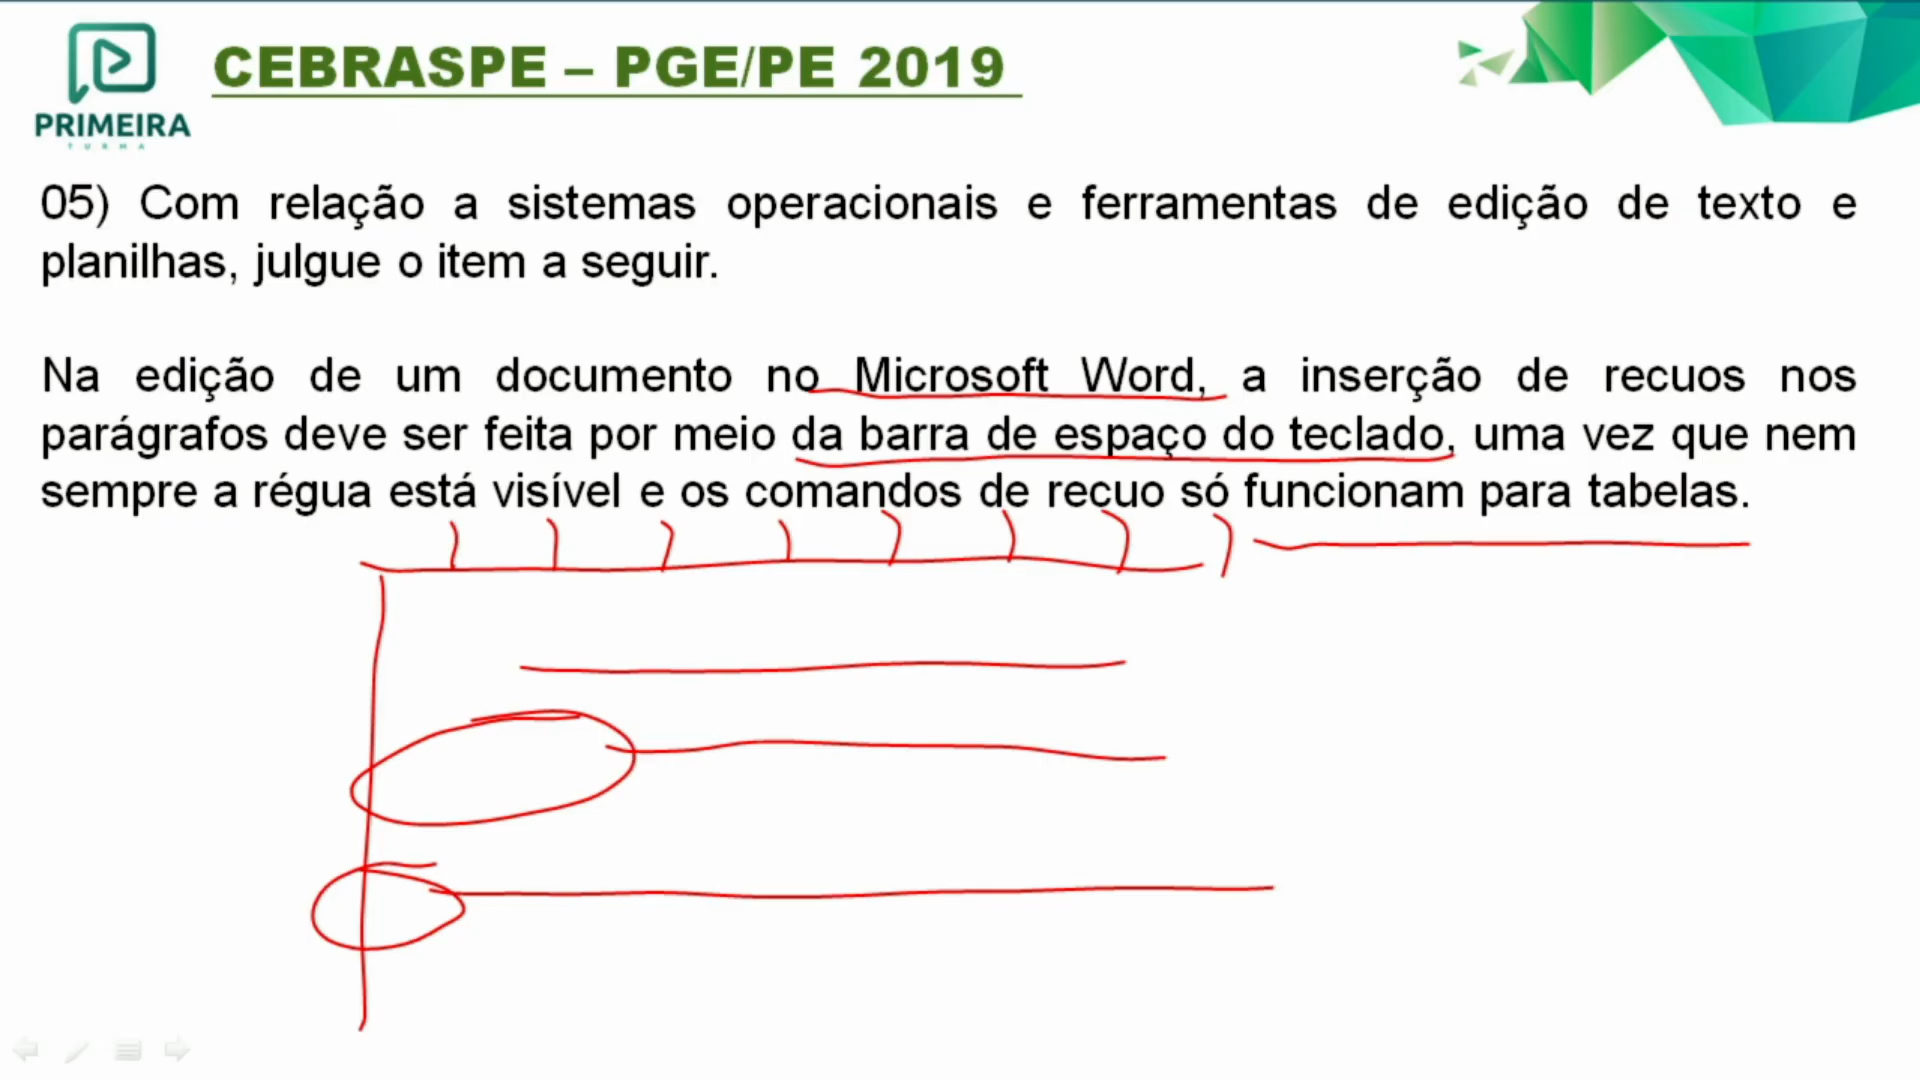 PRIMEIRA
TURMA
CEBRASPE – PGE/PE 2019
05) Com relação a sistemas operacionais e ferramentas de edição de texto e
planilhas, julgue o item a seguir.
Na edição de um documento no Microsoft Word, a inserção de recuos nos
parágrafos deve ser feita por meio da barra de espaço do teclado, uma vez que nem
sempre a régua está visível e os comandos de recuo só funcionam para tabelas.